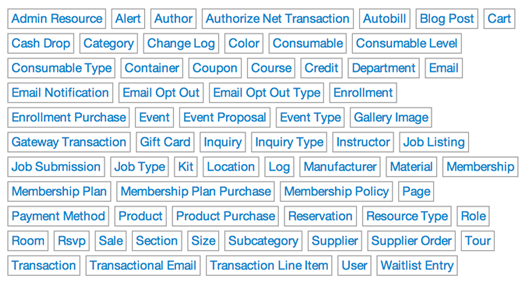 Admin Resource Alert Author Authorize Net Transaction Autobill Blog Post Cart
Cash Drop Category Change Log Color Consumable Consumable Level
Consumable Type Container Coupon Course Credit Department Email
Email Notification Email Opt Out Email Opt Out Type Enrollment
Enrollment Purchase Event Event Proposal Event Type Gallery Image
Gateway Transaction Gift Card Inquiry Inquiry Type Instructor Job Listing
Job Submission Job Type Kit Location Log Manufacturer Material Membership
Membership Plan Membership Plan Purchase Membership Policy Page
Payment Method Product Product Purchase Reservation Resource Type Role
Room Rsvp Sale Section Size Subcategory Supplier Supplier Order Tour
Transaction Transactional Email Transaction Line Item User Waitlist Entry